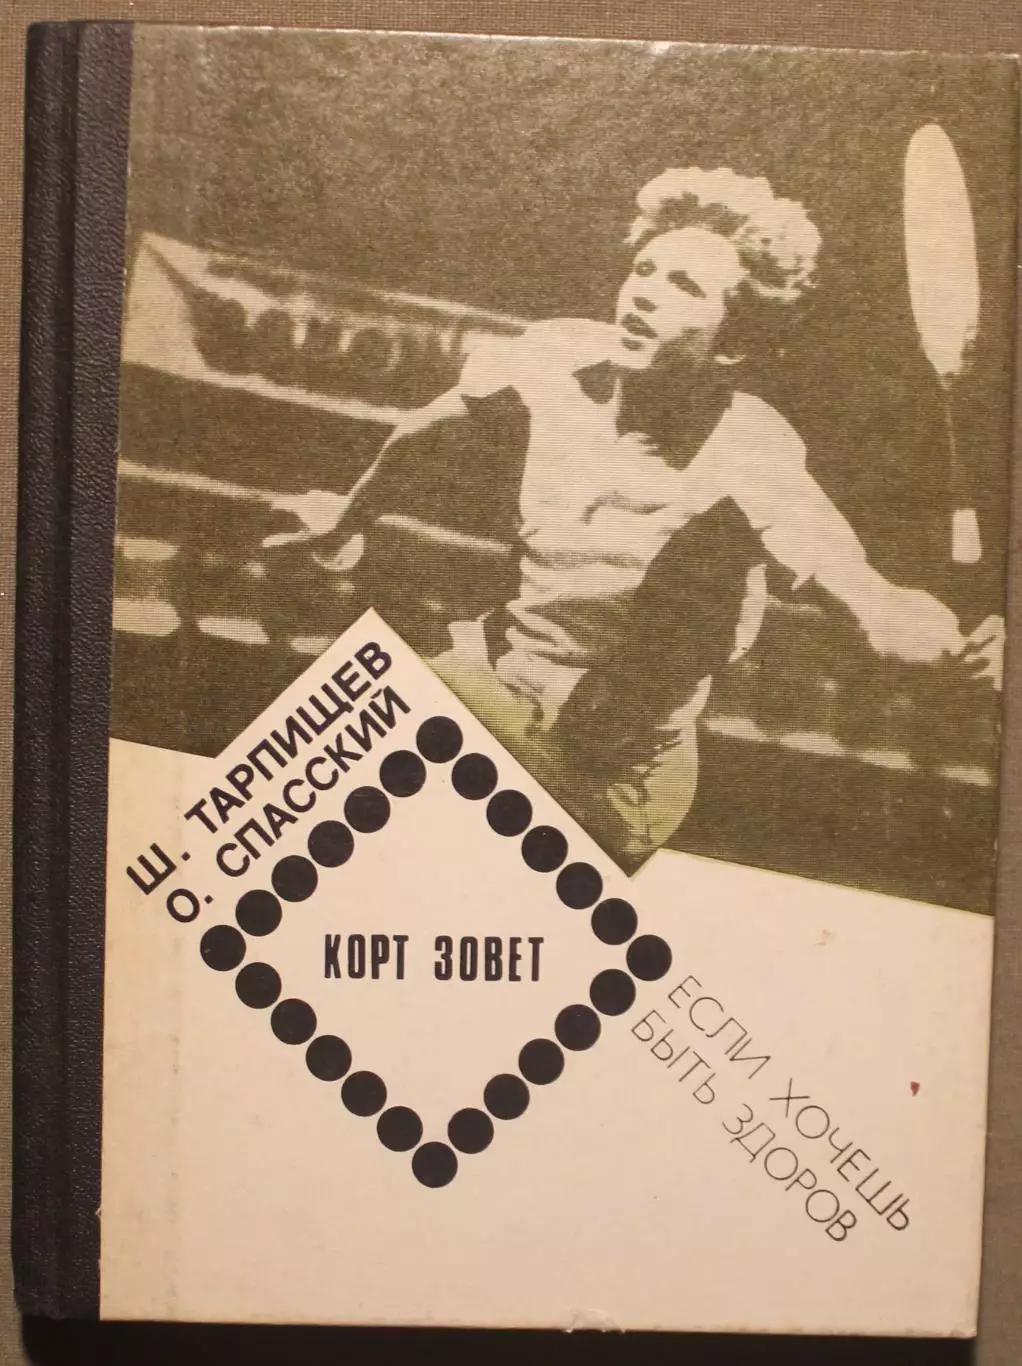 Ш. ТАРПИЩЕВ
О. СПАССКИЙ
КОРТ ЗОВЕТ
ЕСЛИ ХОЧЕШЬ
БЫТЬ ЗДОРОВ